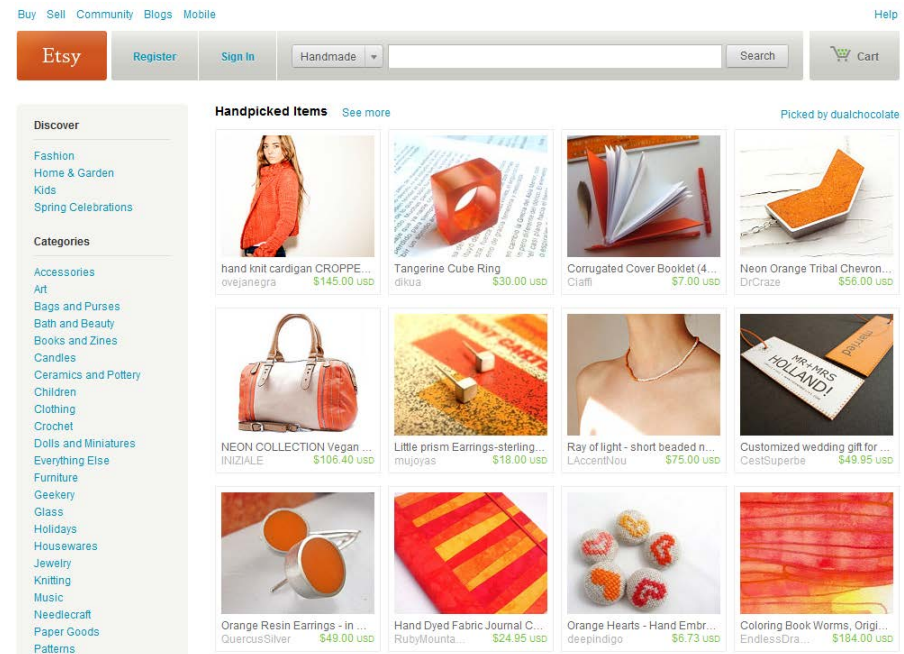 Buy Sell Community Blogs Mobile
Help
Etsy
Register
Sign In
Handmade
Search
Cart
Discover
Fashion
Home & Garden
Kids
Spring Celebrations
Categories
Accessories
Art
Bags and Purses
Bath and Beauty
Books and Zines
Candles
Ceramics and Pottery
Children
Clothing
Crochet
Dolls and Miniatures
Everything Else
Furniture
Geekery
Glass
Holidays
Housewares
Jewelry
Knitting
Music
Needlecraft
Paper Goods
Patterns
Handpicked Items See more
Picked by dualchocolate
hand knit cardigan CROPPE...
ovejanegra $145.00 USD
Tangerine Cube Ring
dikua $30.00 USD
Corrugated Cover Booklet (4...
Ciaffi $7.00 USD
Neon Orange Tribal Chevron...
DrCraze $56.00 USD
married
MR+MRS
HOLLAND!
NEON COLLECTION Vegan ...
INIZIALE $106.40 USD
Little prism Earrings-sterling...
mujoyas $18.00 USD
Ray of light - short beaded n...
LAccentNou $75.00 USD
Customized wedding gift for ...
CestSuperbe $49.95 USD
Orange Resin Earrings - in ...
QuercusSilver $49.00 USD
Hand Dyed Fabric Journal C...
RubyMounta... $24.95 USD
Orange Hearts - Hand Embr...
deepindigo $6.73 USD
Coloring Book Worms, Origi...
EndlessDra... $184.00 USD